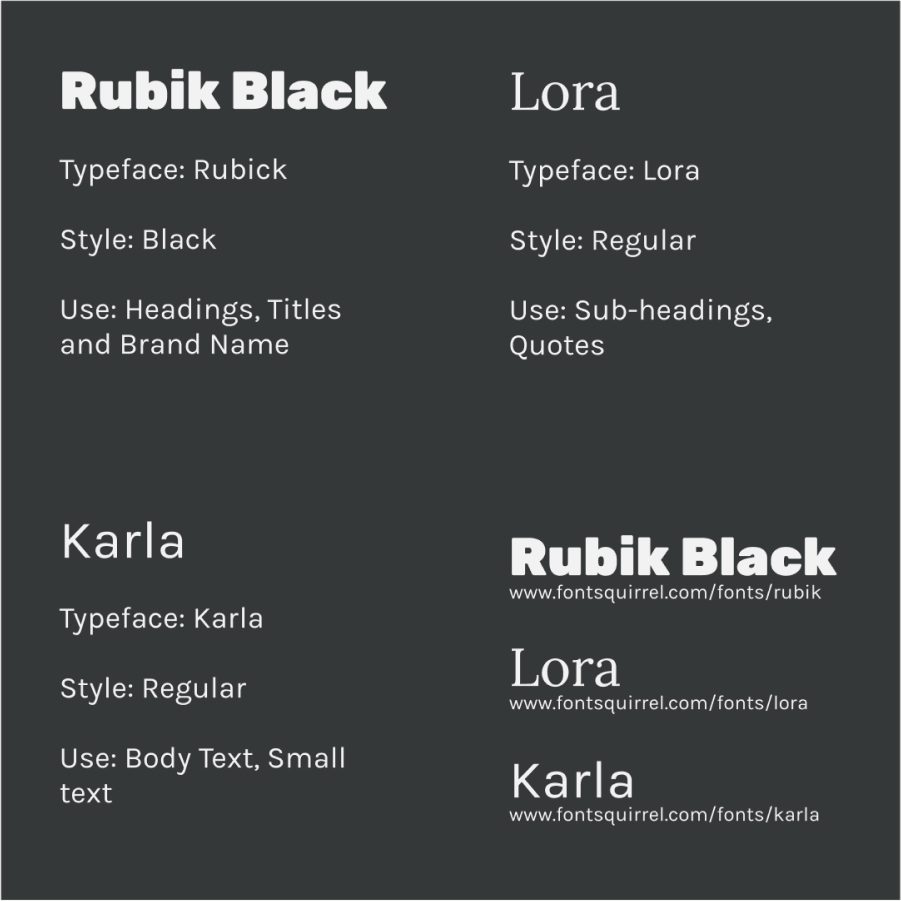 Rubik Black
Typeface: Rubick
Style: Black
Use: Headings, Titles
and Brand Name
Lora
Typeface: Lora
Style: Regular
Use: Sub-headings,
Quotes
Karla
Typeface: Karla
Style: Regular
Use: Body Text, Small
text
Rubik Black
www.fontsquirrel.com/fonts/rubik
Lora
www.fontsquirrel.com/fonts/lora
Karla
www.fontsquirrel.com/fonts/karla